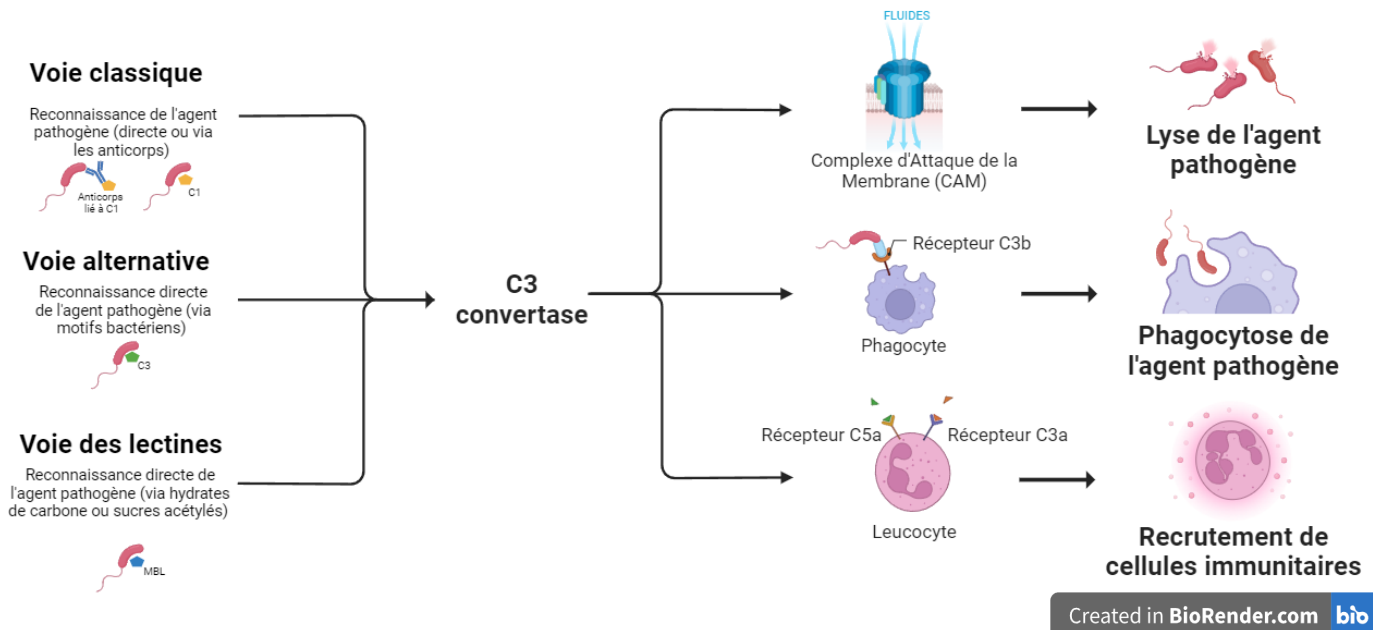 Voie classique
Reconnaissance de l'agent
pathogène (directe ou via
les anticorps)
Anticorps
lié à C1
C1
Voie alternative
Reconnaissance directe
de l'agent pathogène (via
motifs bactériens)
C3
Voie des lectines
Reconnaissance directe de
l'agent pathogène (via hydrates
de carbone ou sucres acétylés)
MBL
C3
convertase
FLUIDES
Complexe d'Attaque de la
Membrane (CAM)
Lyse de l'agent
pathogène
Récepteur C3b
Phagocyte
Phagocytose de
l'agent pathogène
Récepteur C5a
Récepteur C3a
Leucocyte
Recrutement de
cellules immunitaires
Created in BioRender.com bio